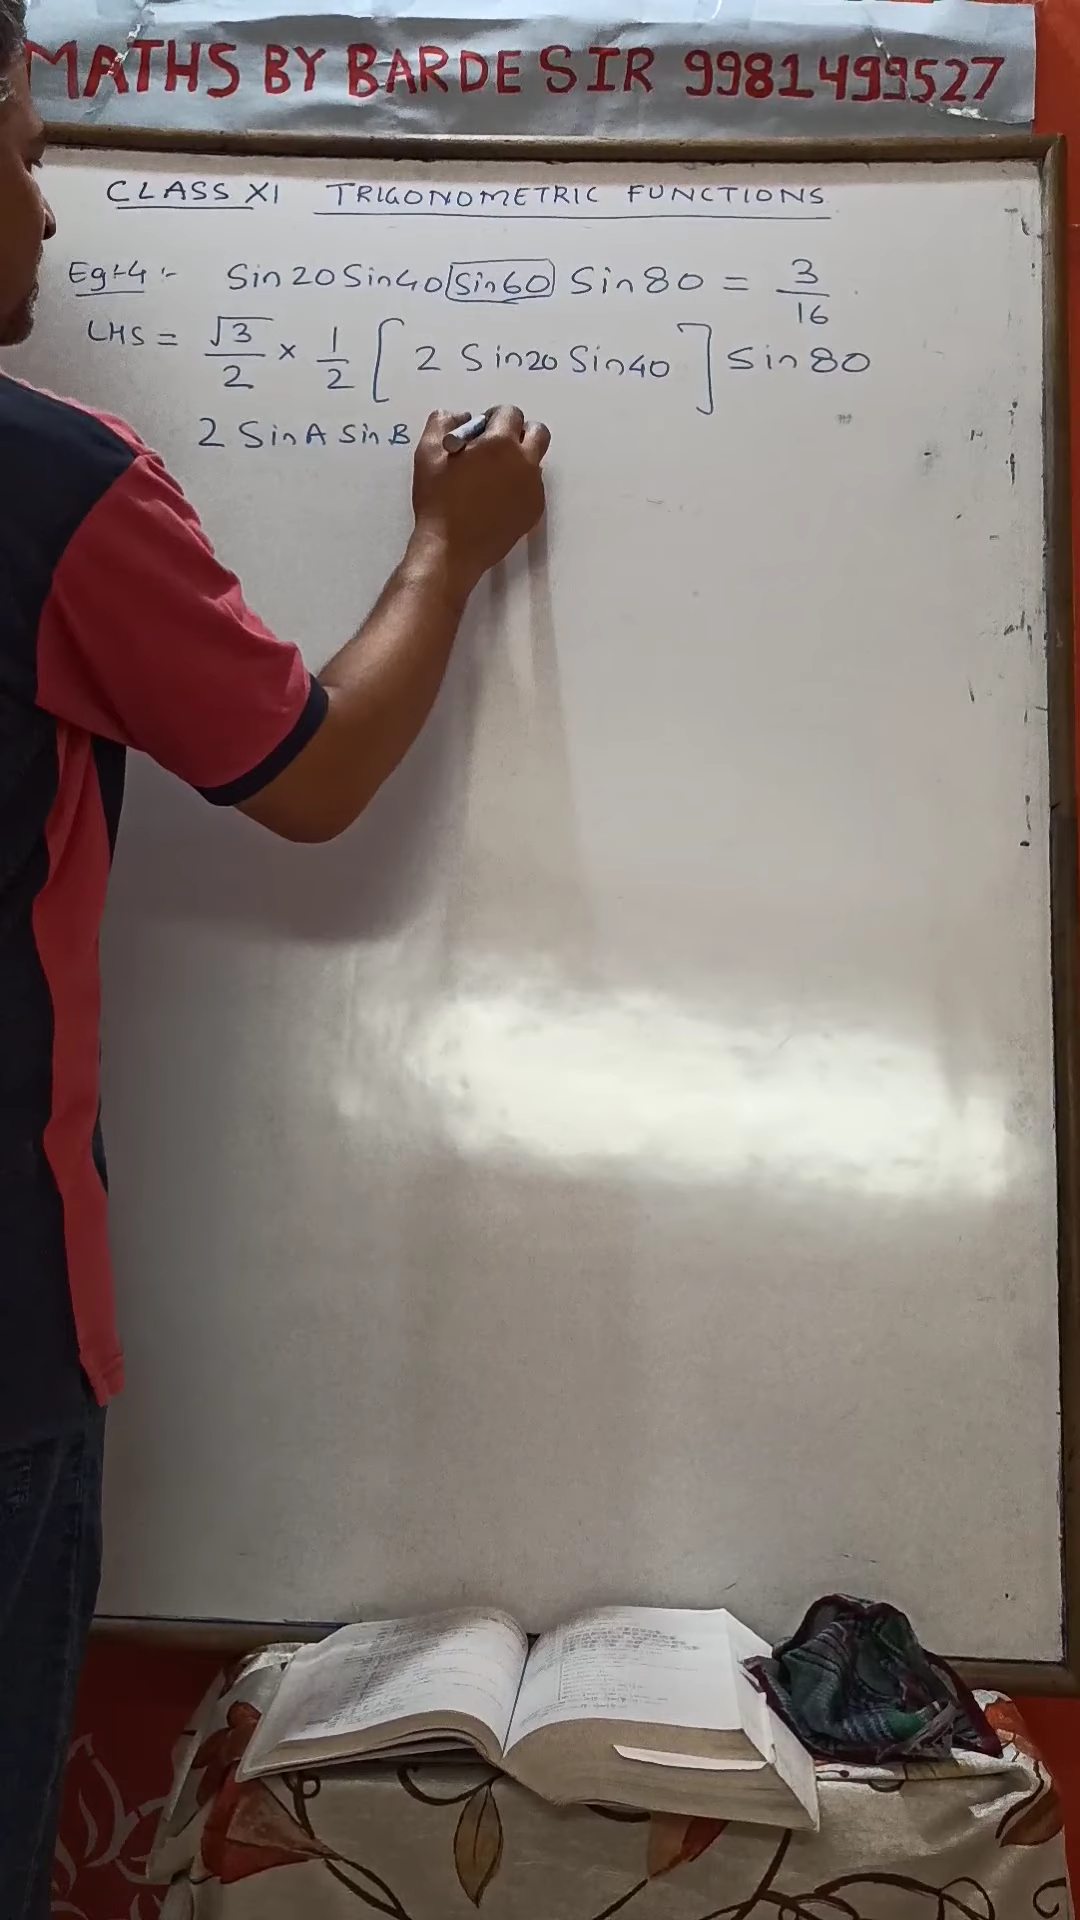 MATHS BY BARDE SIR 9981499527
CLASS XI TRIGONOMETRIC FUNCTIONS
Eg:-4 :- Sin20 Sin40 Sin60 Sin80 = 3/16
LHS = √3/2 × 1/2 [ 2 Sin20 Sin40 ] Sin80
2 SinA SinB